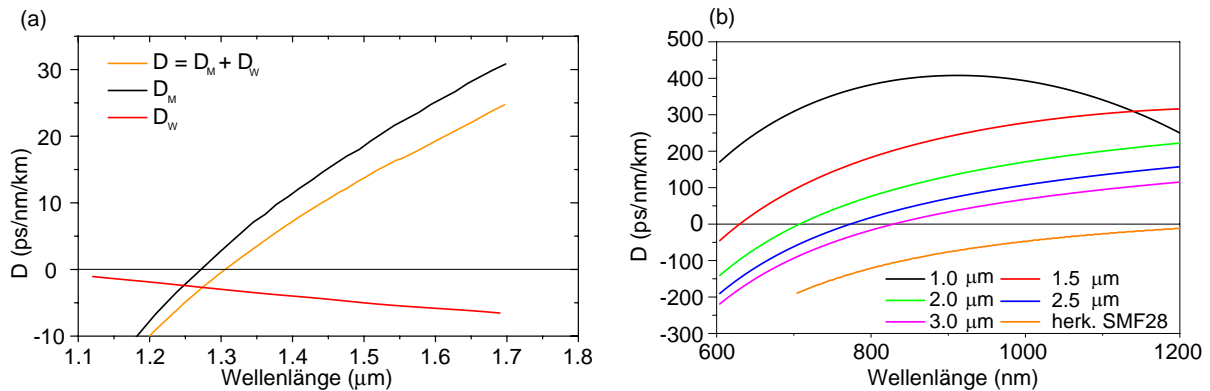 (a)
D = D_M + D_W
D_M
D_W
D (ps/nm/km)
30
20
10
0
-10
1.1 1.2 1.3 1.4 1.5 1.6 1.7 1.8
Wellenlänge (µm)
(b)
D (ps/nm/km)
500
400
300
200
100
0
-100
-200
-300
1.0 µm 1.5 µm
2.0 µm 2.5 µm
3.0 µm herk. SMF28
600 800 1000 1200
Wellenlänge (nm)